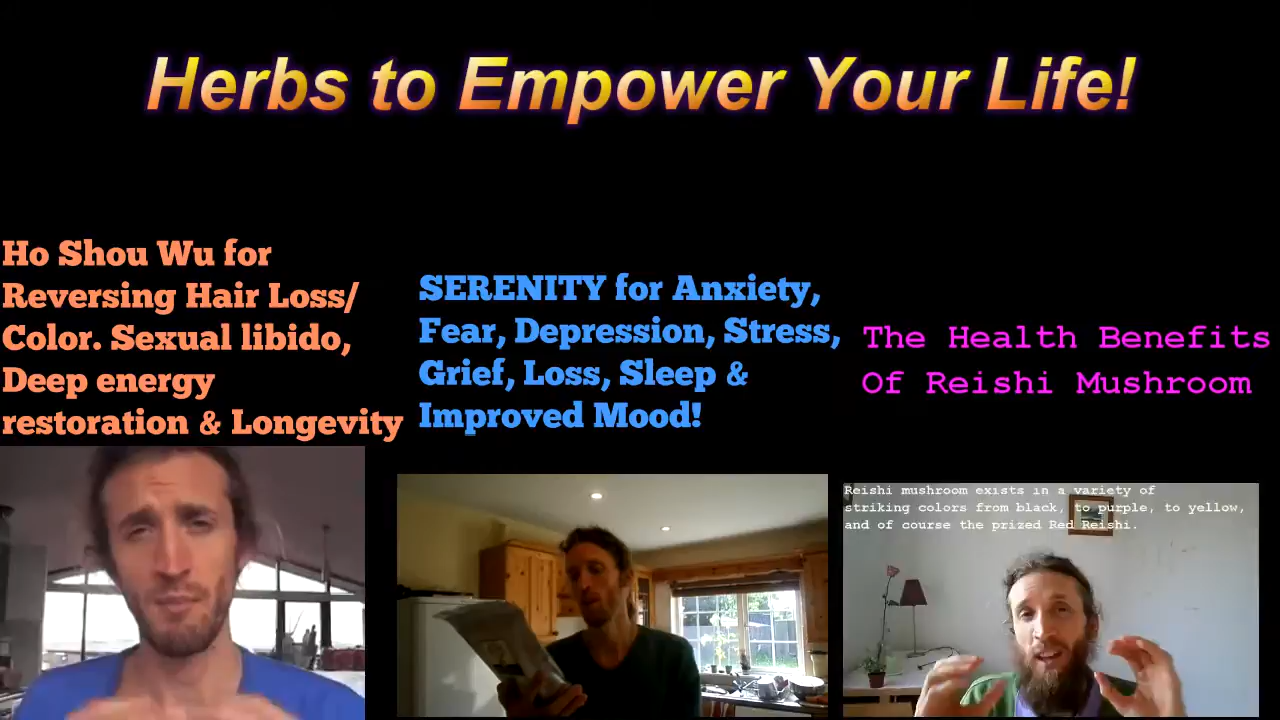 Herbs to Empower Your Life!
Ho Shou Wu for
Reversing Hair Loss/
Color. Sexual libido,
Deep energy
restoration & Longevity
SERENITY for Anxiety,
Fear, Depression, Stress,
Grief, Loss, Sleep &
Improved Mood!
The Health Benefits
Of Reishi Mushroom
Reishi mushroom exists in a variety of
striking colors from black, to purple, to yellow,
and of course the prized Red Reishi.